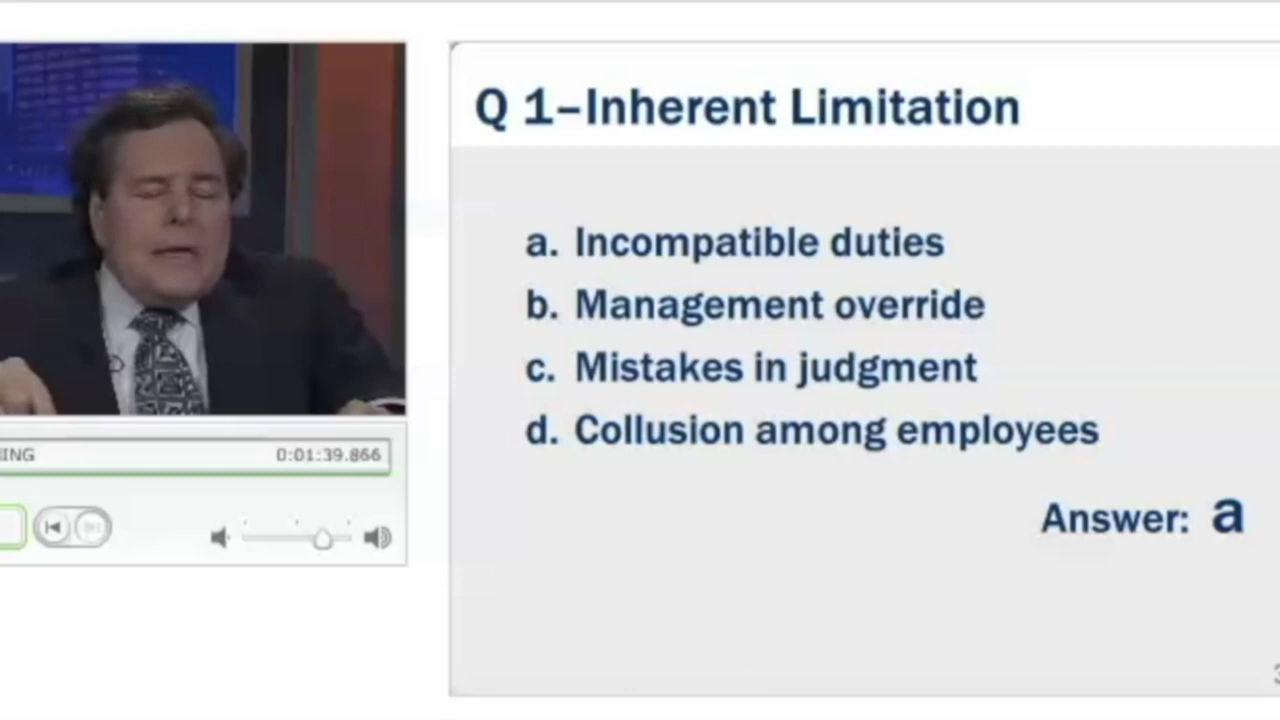 Q 1–Inherent Limitation
a. Incompatible duties
b. Management override
c. Mistakes in judgment
d. Collusion among employees
Answer: a
ING
0:01:39.866
3